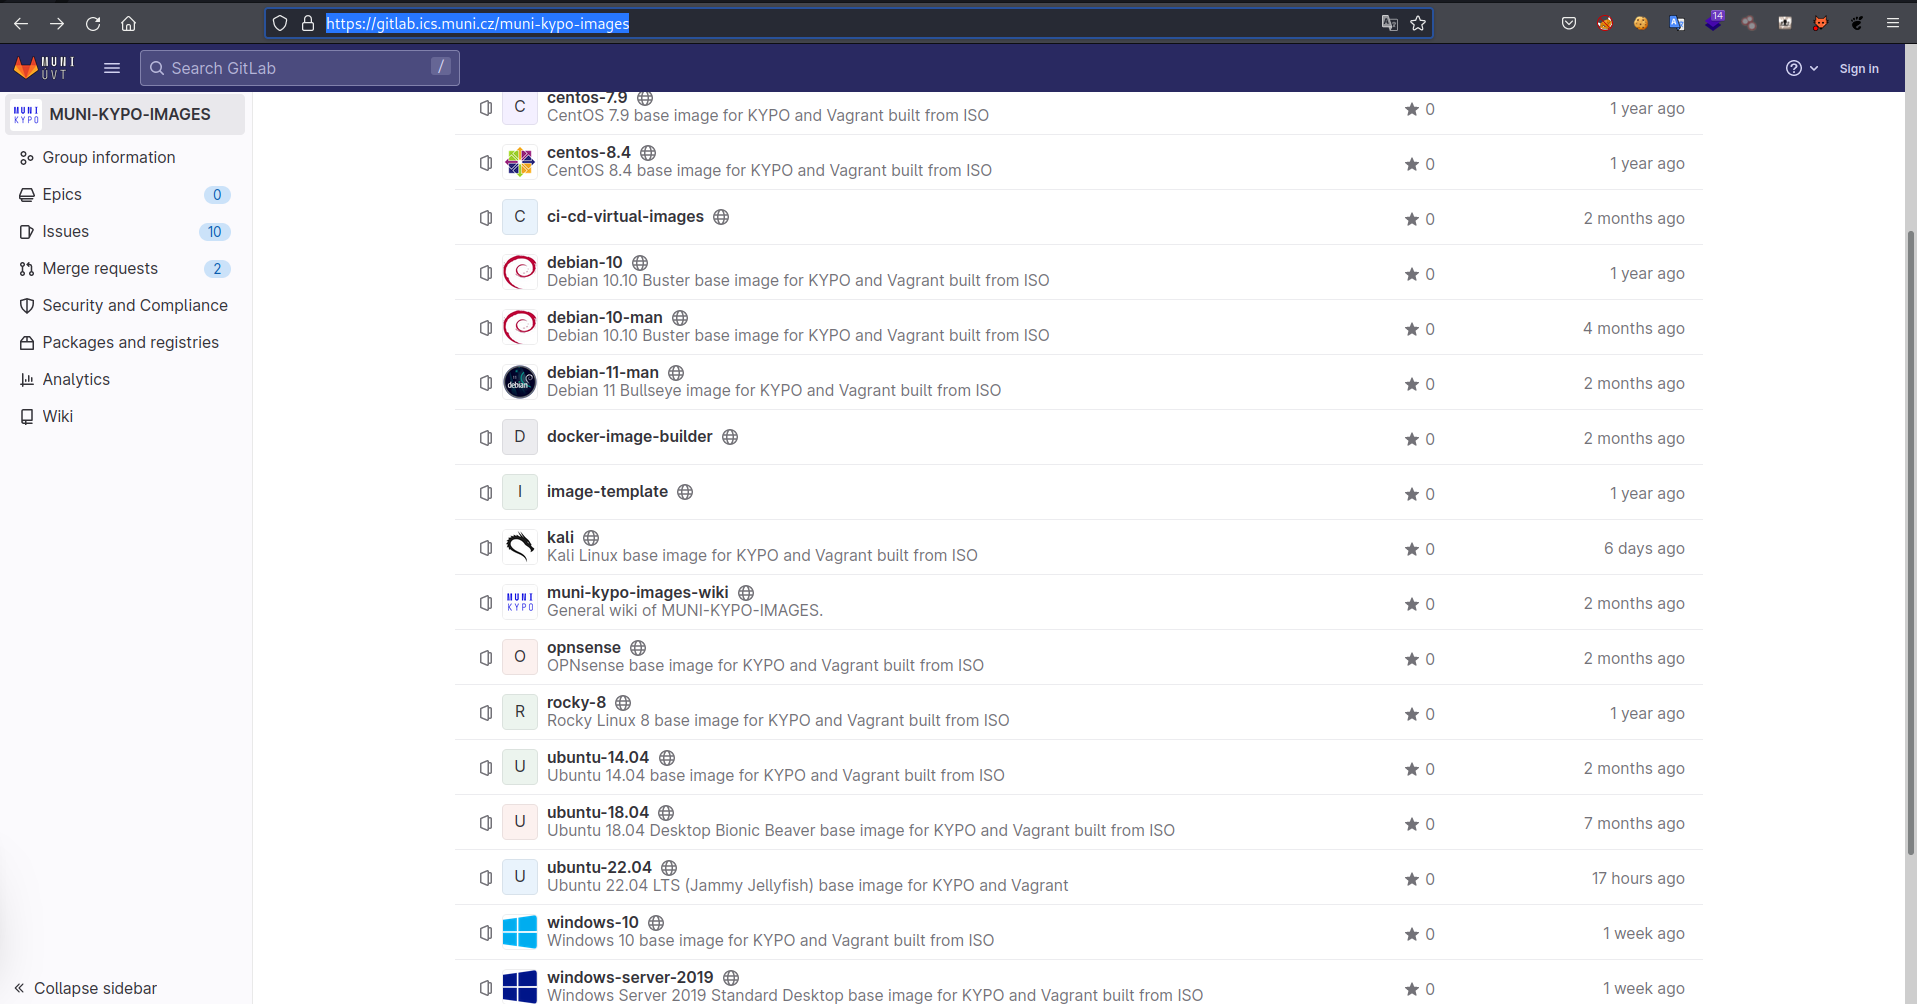 https://gitlab.ics.muni.cz/muni-kypo-images
14
MUNI
ÚVT
Search GitLab
/
Sign in
MUNI
KYPO
MUNI-KYPO-IMAGES
Group information
Epics 0
Issues 10
Merge requests 2
Security and Compliance
Packages and registries
Analytics
Wiki
« Collapse sidebar
C centos-7.9
CentOS 7.9 base image for KYPO and Vagrant built from ISO
0 1 year ago
centos-8.4
CentOS 8.4 base image for KYPO and Vagrant built from ISO
0 1 year ago
C ci-cd-virtual-images
0 2 months ago
debian-10
Debian 10.10 Buster base image for KYPO and Vagrant built from ISO
0 1 year ago
debian-10-man
Debian 10.10 Buster base image for KYPO and Vagrant built from ISO
0 4 months ago
debian
debian-11-man
Debian 11 Bullseye image for KYPO and Vagrant built from ISO
0 2 months ago
D docker-image-builder
0 2 months ago
I image-template
0 1 year ago
kali
Kali Linux base image for KYPO and Vagrant built from ISO
0 6 days ago
MUNI
KYPO
muni-kypo-images-wiki
General wiki of MUNI-KYPO-IMAGES.
0 2 months ago
O opnsense
OPNsense base image for KYPO and Vagrant built from ISO
0 2 months ago
R rocky-8
Rocky Linux 8 base image for KYPO and Vagrant built from ISO
0 1 year ago
U ubuntu-14.04
Ubuntu 14.04 base image for KYPO and Vagrant built from ISO
0 2 months ago
U ubuntu-18.04
Ubuntu 18.04 Desktop Bionic Beaver base image for KYPO and Vagrant built from ISO
0 7 months ago
U ubuntu-22.04
Ubuntu 22.04 LTS (Jammy Jellyfish) base image for KYPO and Vagrant
0 17 hours ago
windows-10
Windows 10 base image for KYPO and Vagrant built from ISO
0 1 week ago
windows-server-2019
Windows Server 2019 Standard Desktop base image for KYPO and Vagrant built from ISO
0 1 week ago